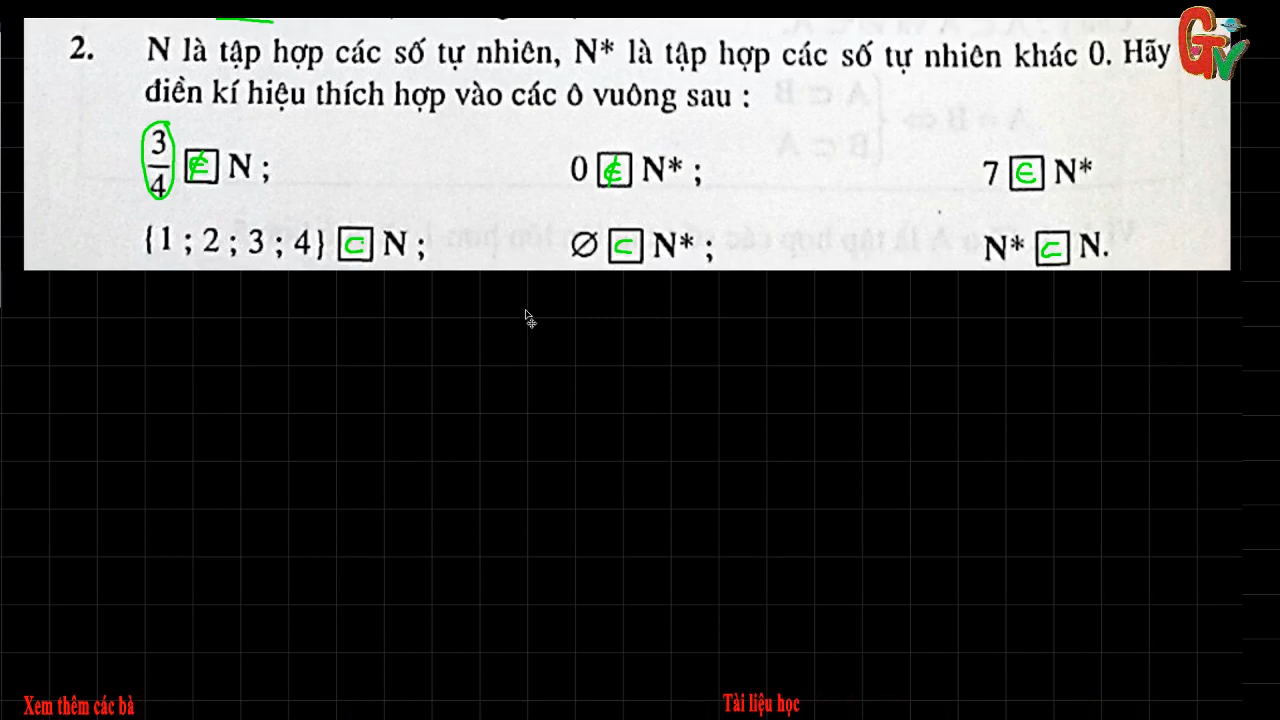 2. N là tập hợp các số tự nhiên, N* là tập hợp các số tự nhiên khác 0. Hãy
điền kí hiệu thích hợp vào các ô vuông sau :
3/4 ∉ N ; 0 ∉ N* ; 7 ∈ N*
{1 ; 2 ; 3 ; 4} ⊂ N ; ∅ ⊂ N* ; N* ⊂ N.
GTV
Xem thêm các bà
Tài liệu học